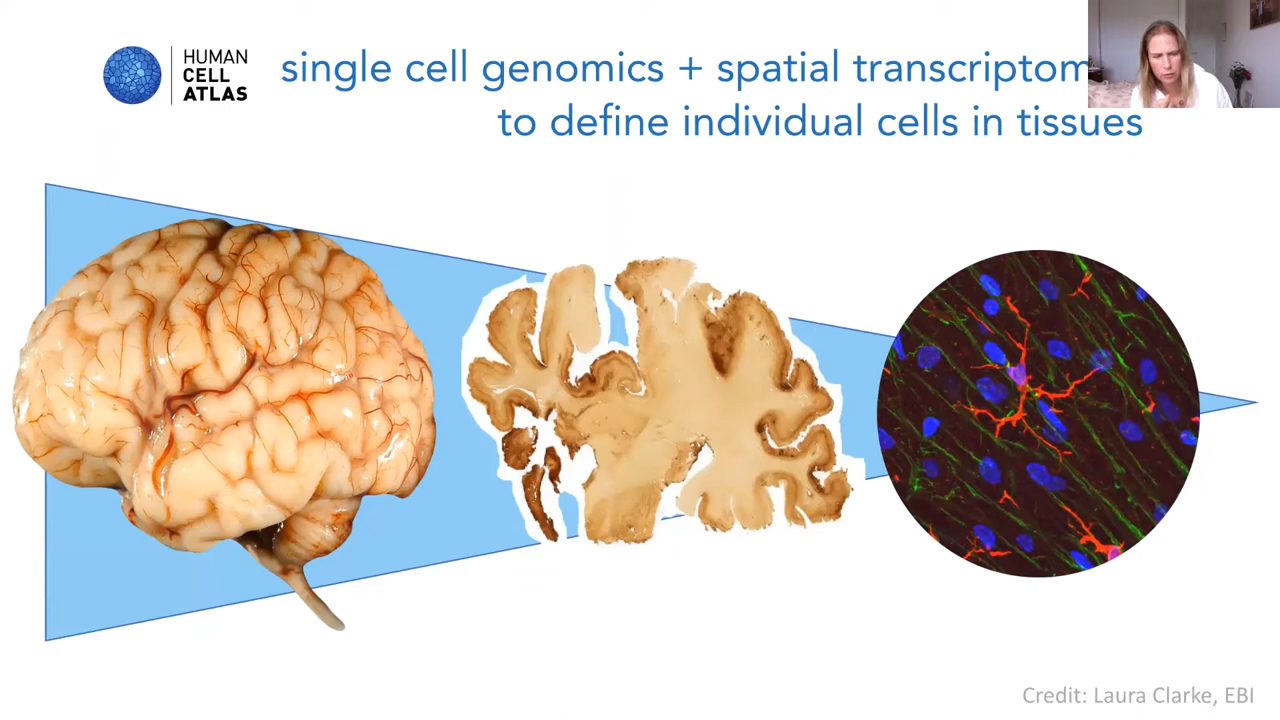 HUMAN
CELL
ATLAS
single cell genomics + spatial transcriptom
to define individual cells in tissues
Credit: Laura Clarke, EBI